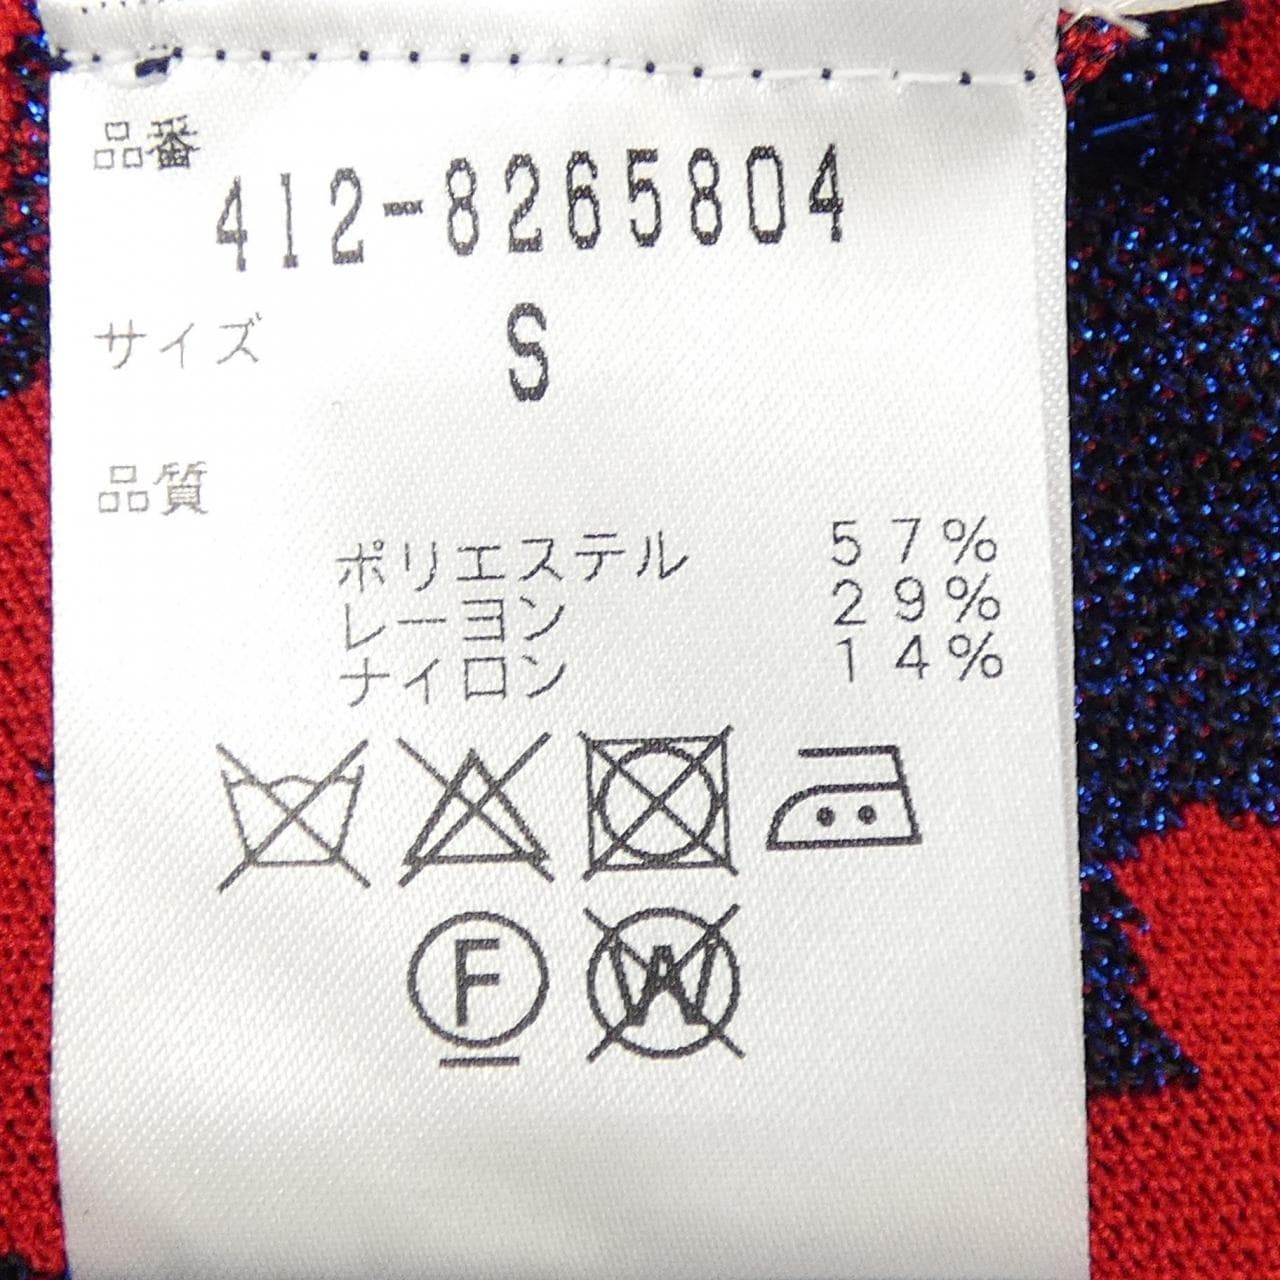 品番
412-8265804
サイズ S
品質
ポリエステル 57%
レーヨン 29%
ナイロン 14%
F W